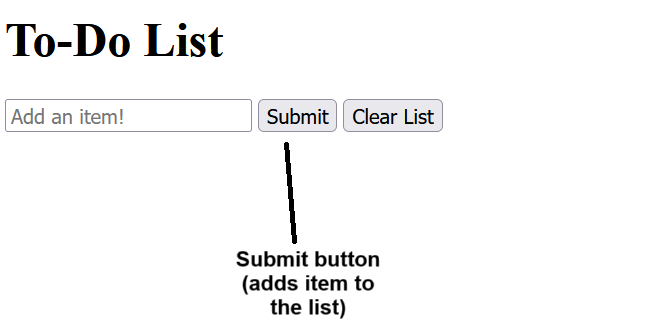 To-Do List
Add an item! Submit Clear List
Submit button
(adds item to
the list)